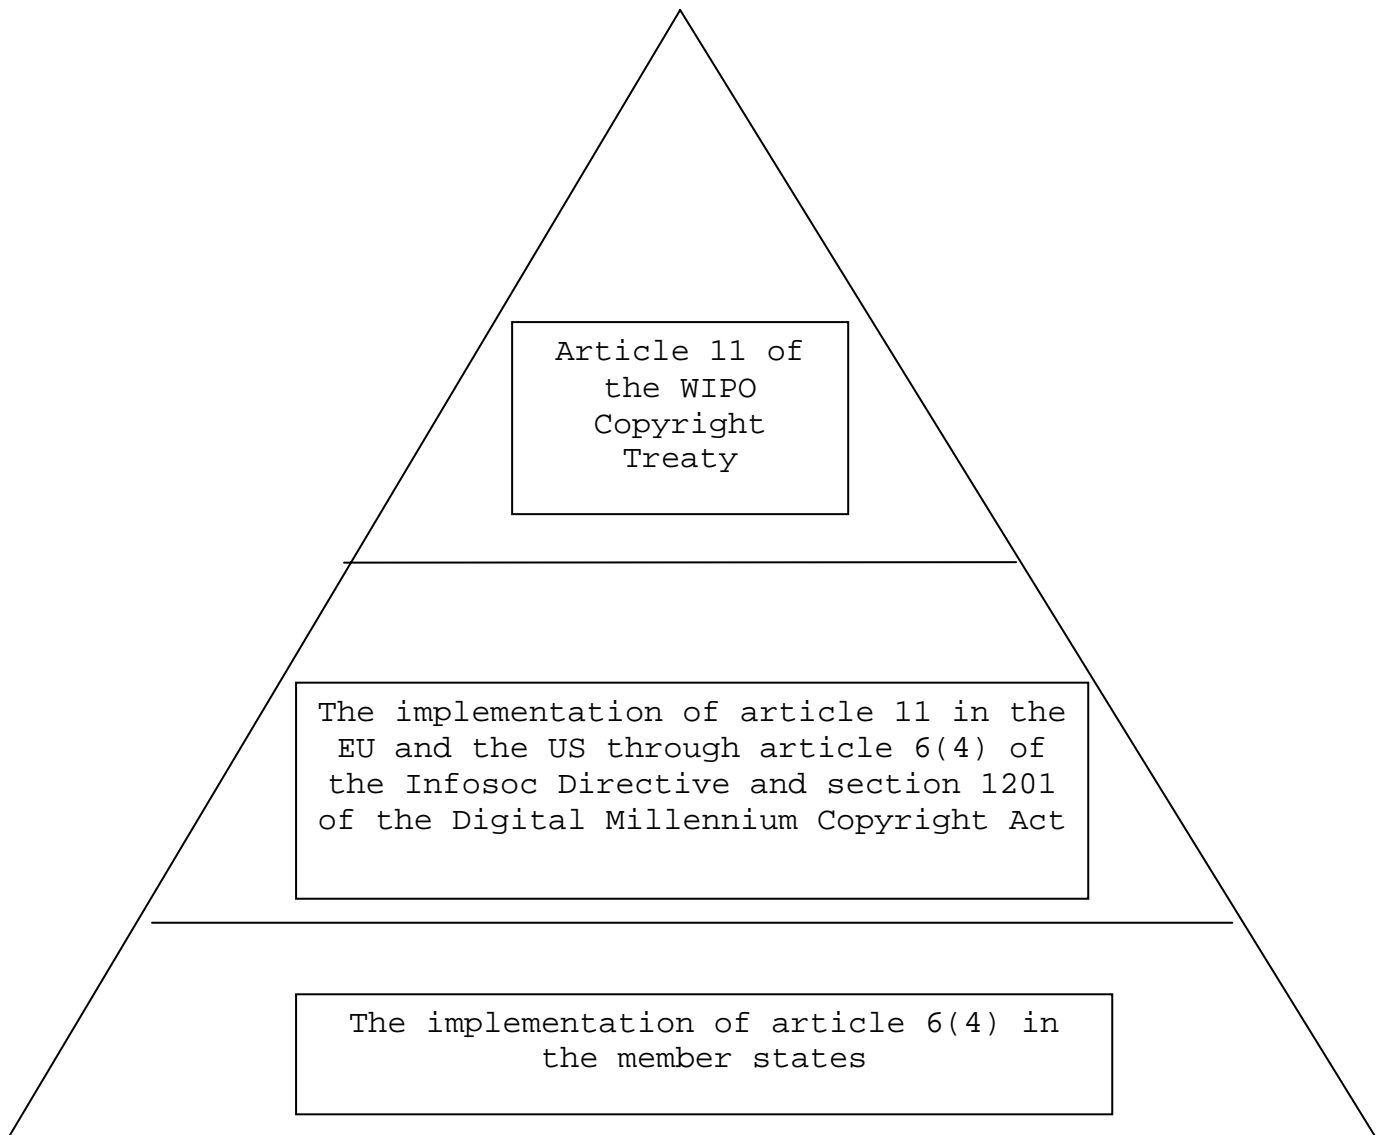 Article 11 of
the WIPO
Copyright
Treaty
The implementation of article 11 in the
EU and the US through article 6(4) of
the Infosoc Directive and section 1201
of the Digital Millennium Copyright Act
The implementation of article 6(4) in
the member states